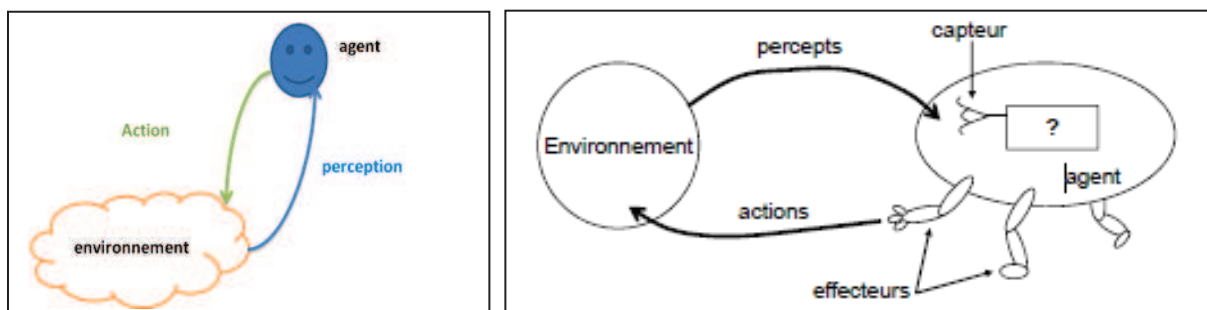 agent
Action
perception
environnement
capteur
percepts
?
Environnement
agent
actions
effecteurs